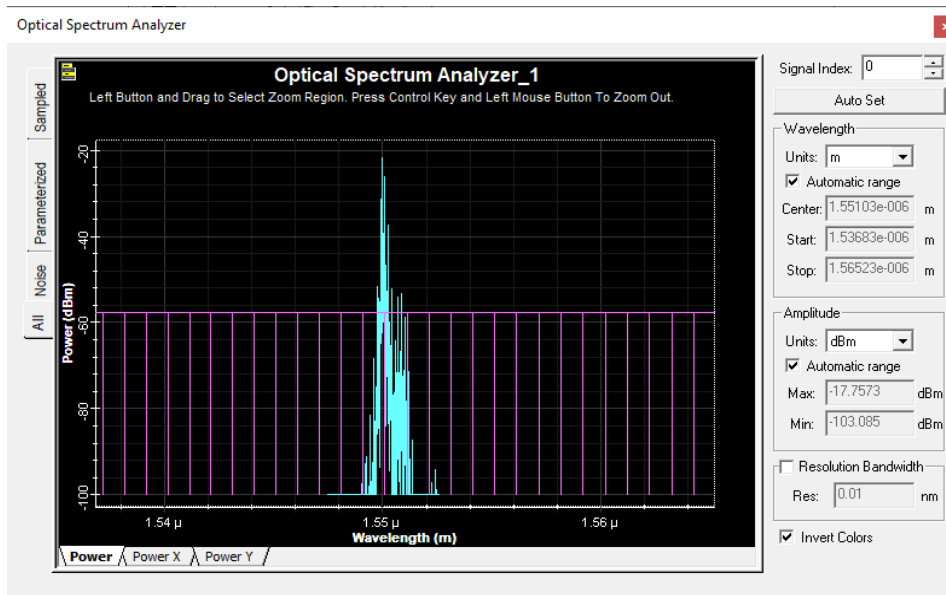 Optical Spectrum Analyzer
Optical Spectrum Analyzer_1
Left Button and Drag to Select Zoom Region. Press Control Key and Left Mouse Button To Zoom Out.
Sampled
Parameterized
Noise
All
Power (dBm)
-20
-40
-60
-80
-100
1.54 µ
1.55 µ
1.56 µ
Wavelength (m)
Power
Power X
Power Y
Signal Index: 0
Auto Set
Wavelength
Units: m
Automatic range
Center: 1.55103e-006 m
Start: 1.53683e-006 m
Stop: 1.56523e-006 m
Amplitude
Units: dBm
Automatic range
Max: -17.7573 dBm
Min: -103.085 dBm
Resolution Bandwidth
Res: 0.01 nm
Invert Colors